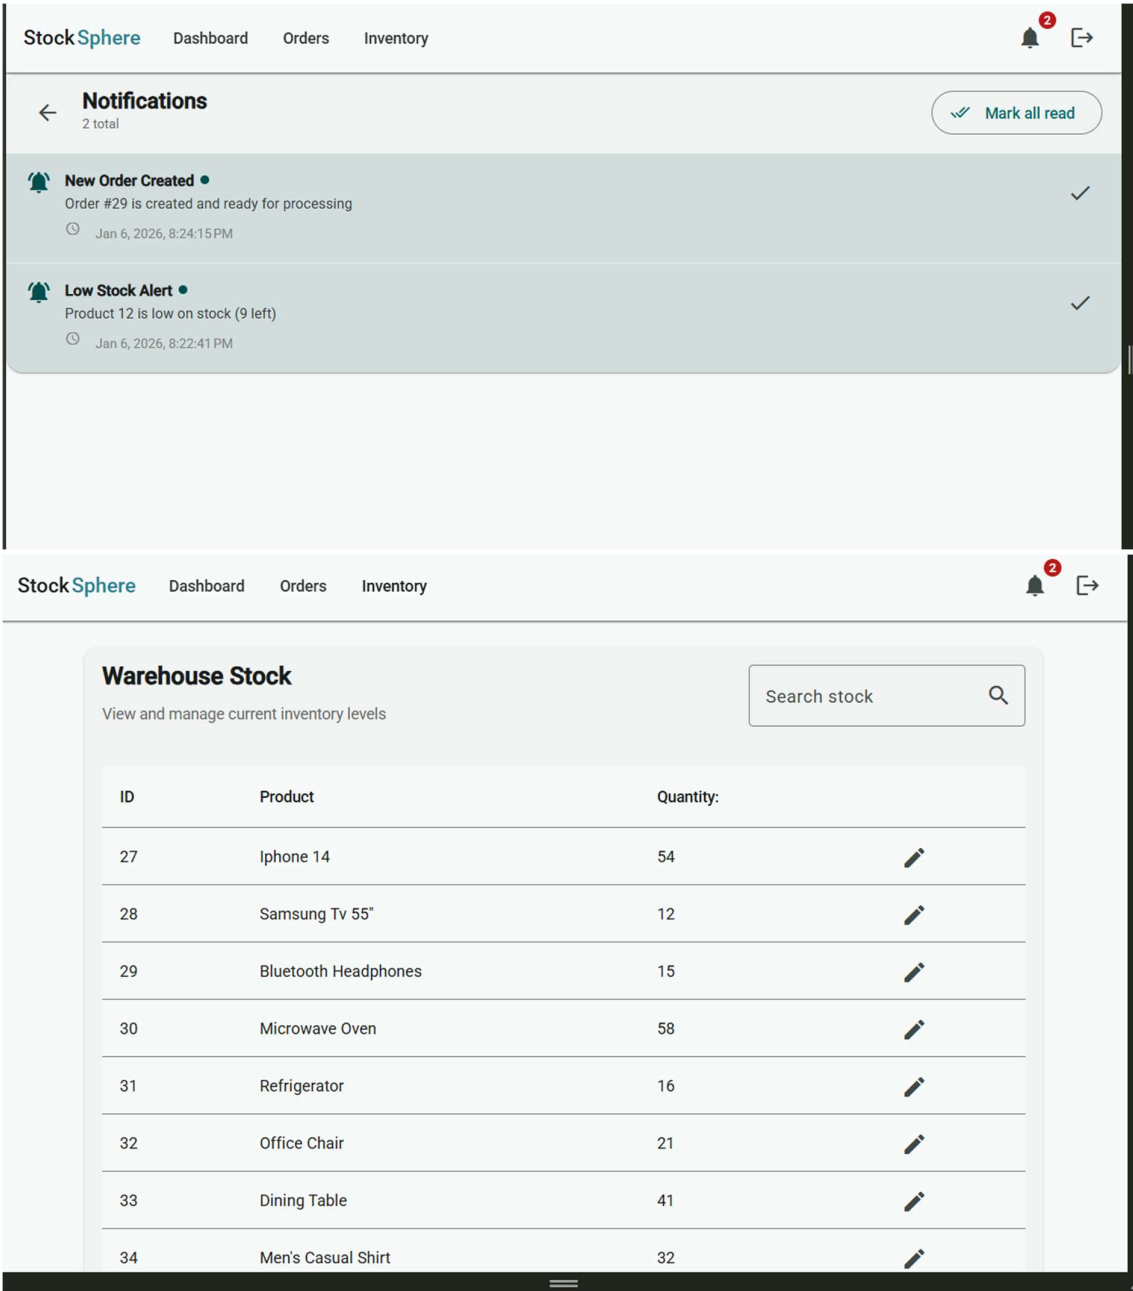 StockSphere Dashboard Orders Inventory 2
Notifications
2 total
Mark all read
New Order Created
Order #29 is created and ready for processing
Jan 6, 2026, 8:24:15 PM
Low Stock Alert
Product 12 is low on stock (9 left)
Jan 6, 2026, 8:22:41 PM
StockSphere Dashboard Orders Inventory 2
Warehouse Stock
View and manage current inventory levels
Search stock
ID Product Quantity:
27 Iphone 14 54
28 Samsung Tv 55" 12
29 Bluetooth Headphones 15
30 Microwave Oven 58
31 Refrigerator 16
32 Office Chair 21
33 Dining Table 41
34 Men's Casual Shirt 32